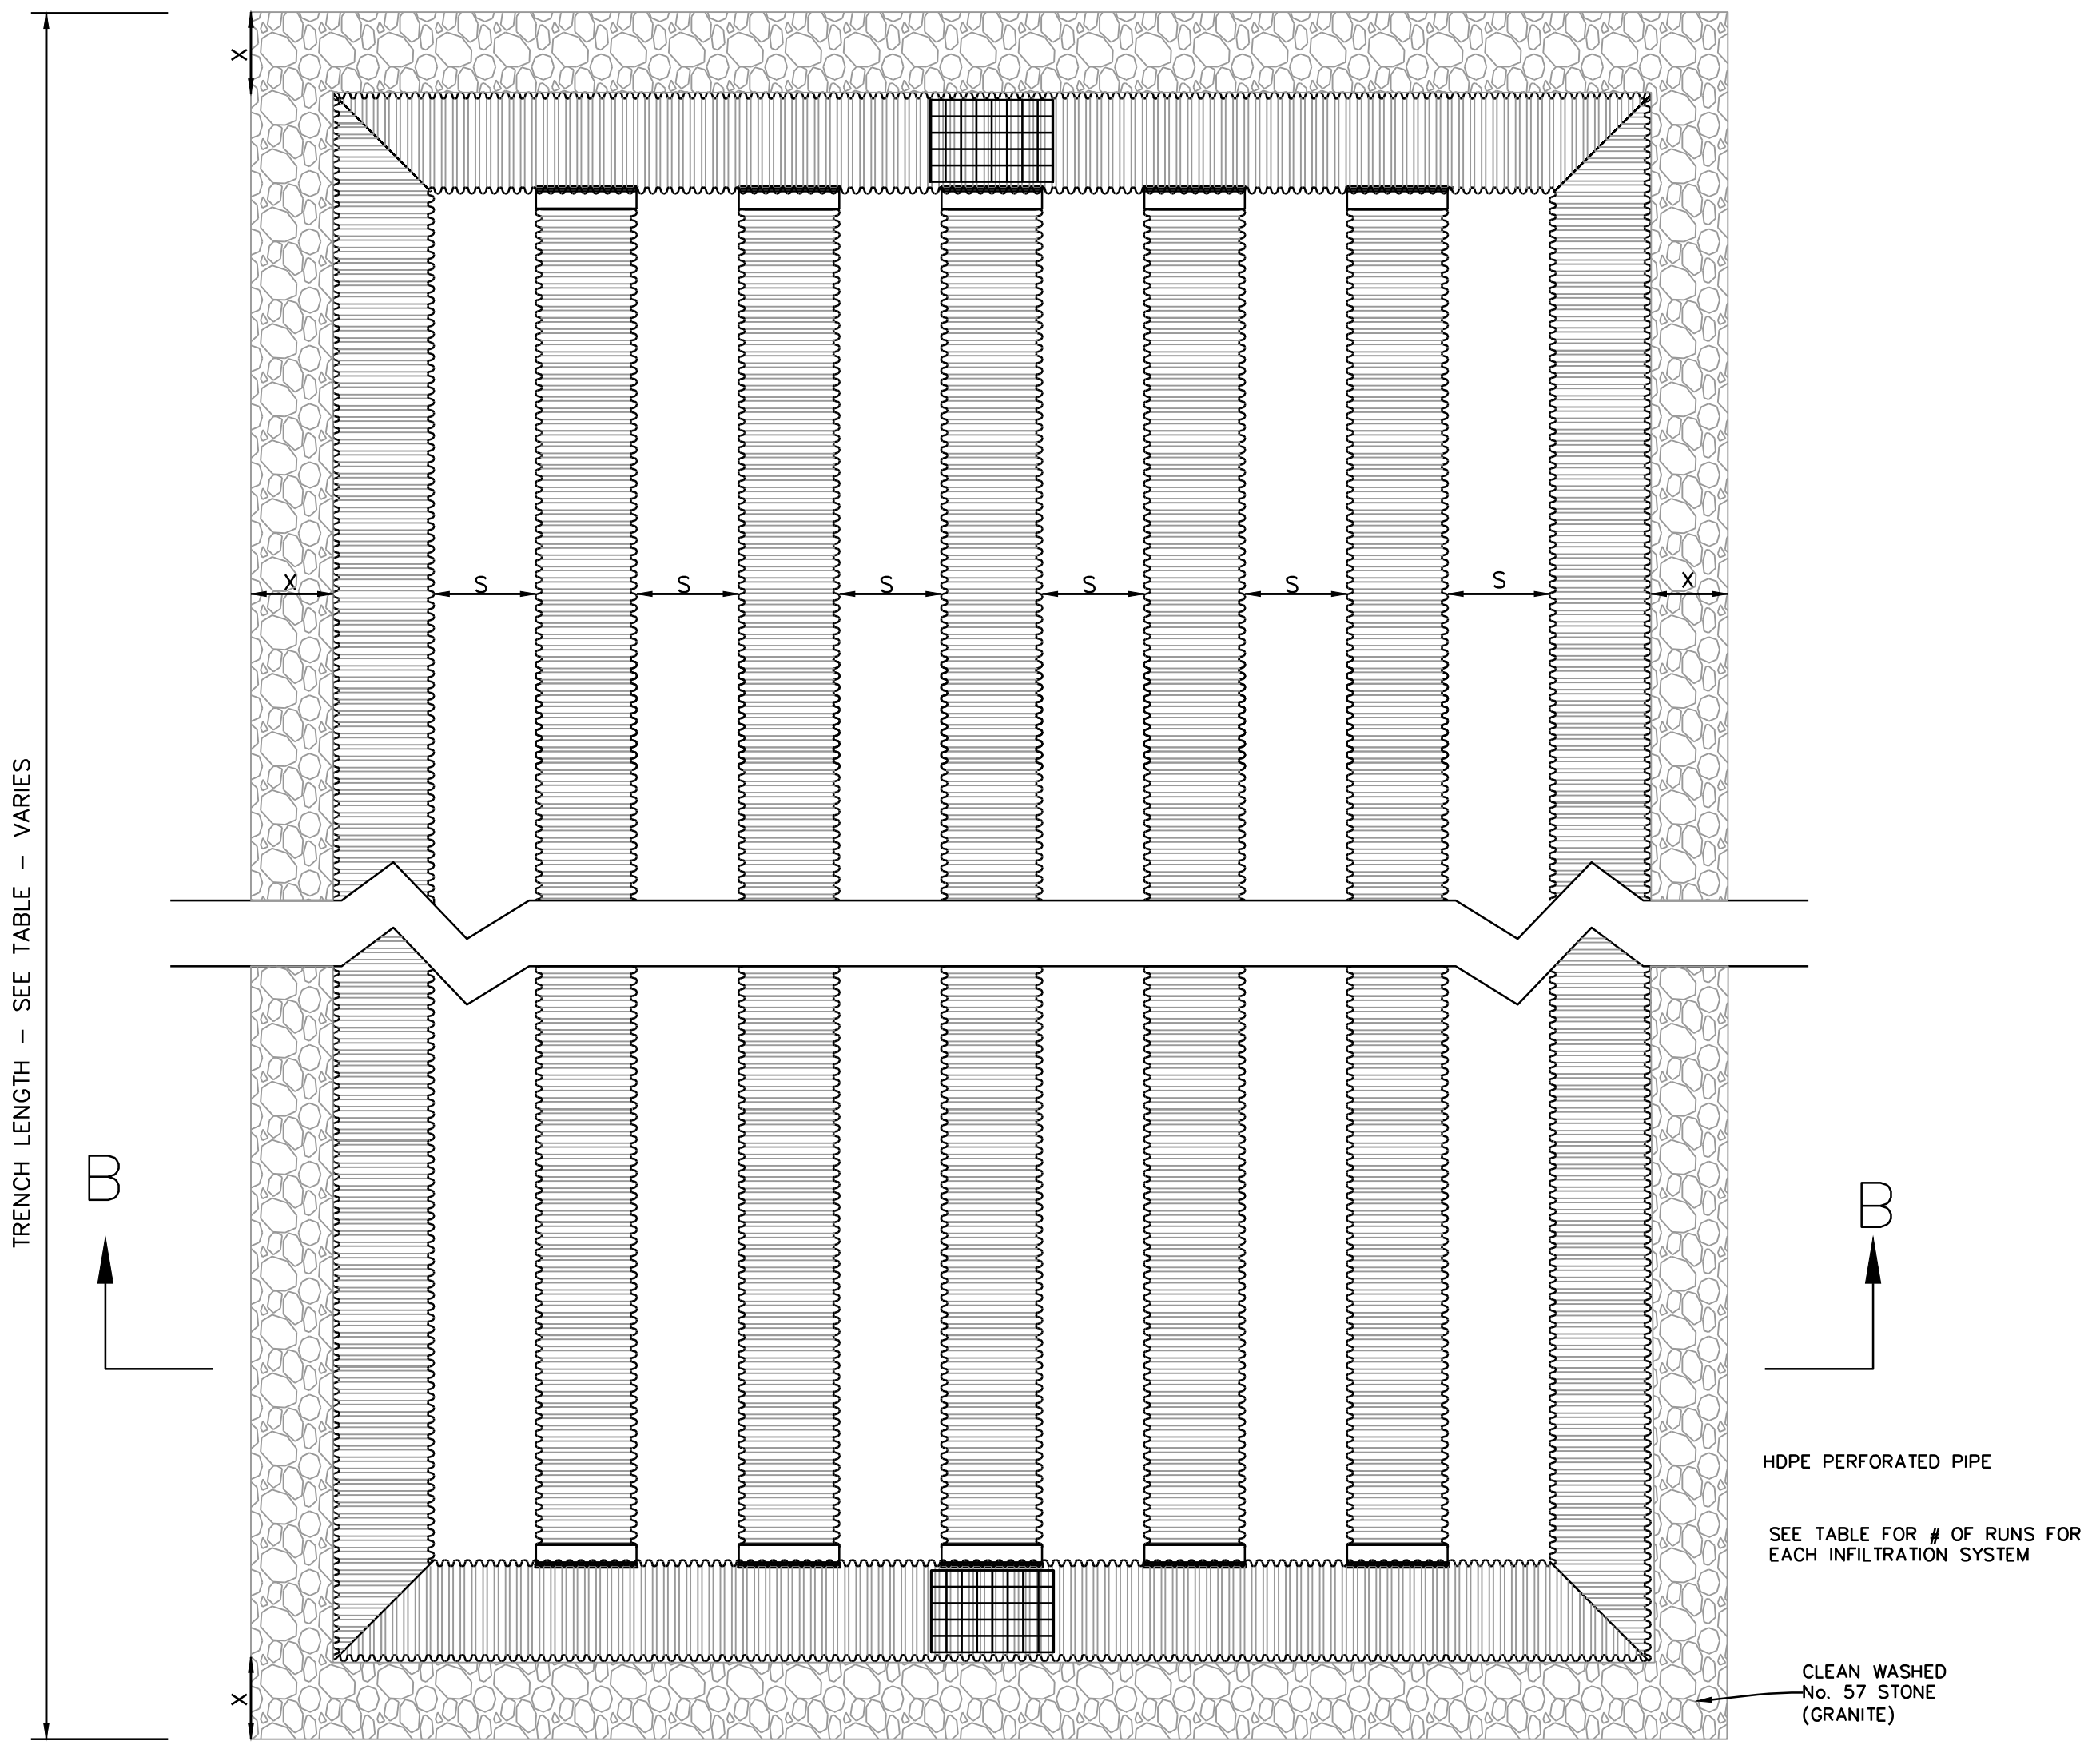 X
X
S
S
S
S
S
S
X
TRENCH LENGTH - SEE TABLE - VARIES
B
B
HDPE PERFORATED PIPE
SEE TABLE FOR # OF RUNS FOR
EACH INFILTRATION SYSTEM
X
CLEAN WASHED
No. 57 STONE
(GRANITE)